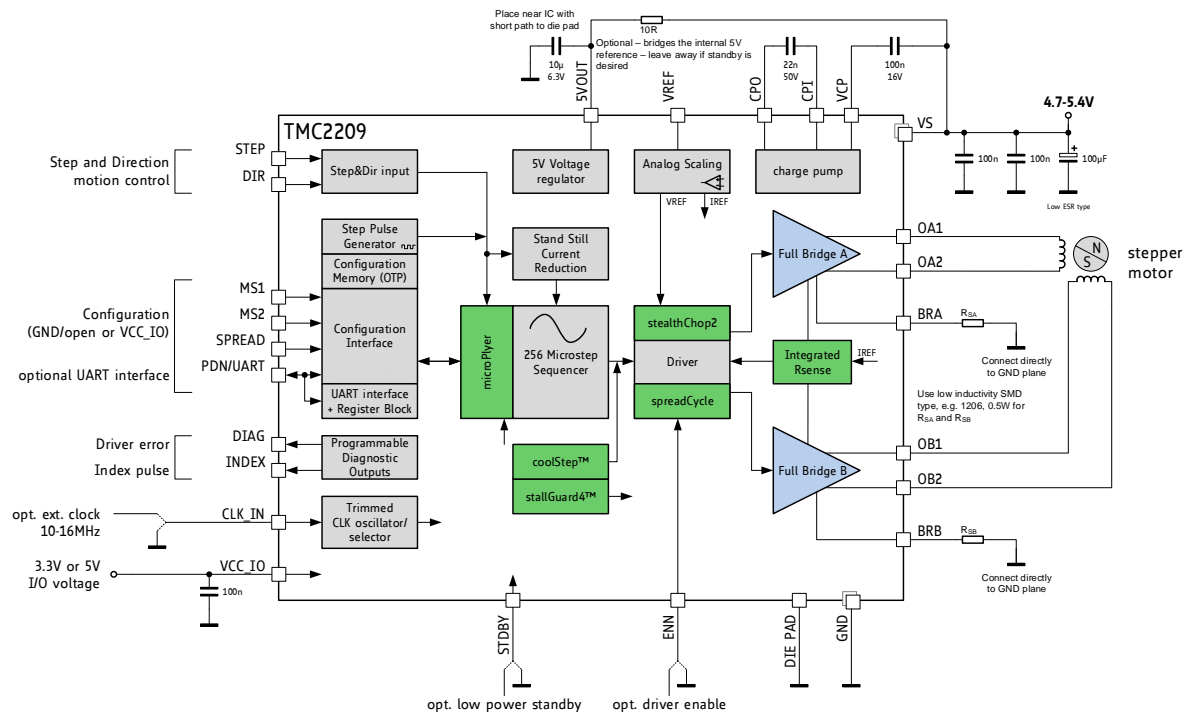 Place near IC with
short path to die pad
10µ
6.3V
10R
Optional – bridges the internal 5V
reference – leave away if standby is
desired
22n
50V
100n
16V
5VOUT
VREF
CPO
CPI
VCP
4.7-5.4V
VS
100n
100n
+
100µF
Low ESR type
TMC2209
Step and Direction
motion control
STEP
DIR
Step&Dir input
5V Voltage
regulator
Analog Scaling
VREF
IREF
charge pump
Step Pulse
Generator
Configuration
Memory (OTP)
Configuration
Interface
UART interface
+ Register Block
Stand Still
Current
Reduction
Configuration
(GND/open or VCC_IO)
optional UART interface
MS1
MS2
SPREAD
PDN/UART
microPlyer
256 Microstep
Sequencer
stealthChop2
Driver
spreadCycle
Integrated
Rsense
IREF
Full Bridge A
Full Bridge B
OA1
OA2
N
S
stepper
motor
BRA
RSA
Connect directly
to GND plane
Use low inductivity SMD
type, e.g. 1206, 0.5W for
RSA and RSB
OB1
OB2
BRB
RSB
Connect directly
to GND plane
Driver error
Index pulse
DIAG
INDEX
Programmable
Diagnostic
Outputs
coolStep™
stallGuard4™
opt. ext. clock
10-16MHz
CLK_IN
Trimmed
CLK oscillator/
selector
3.3V or 5V
I/O voltage
VCC_IO
100n
STDBY
ENN
DIE PAD
GND
opt. low power standby
opt. driver enable